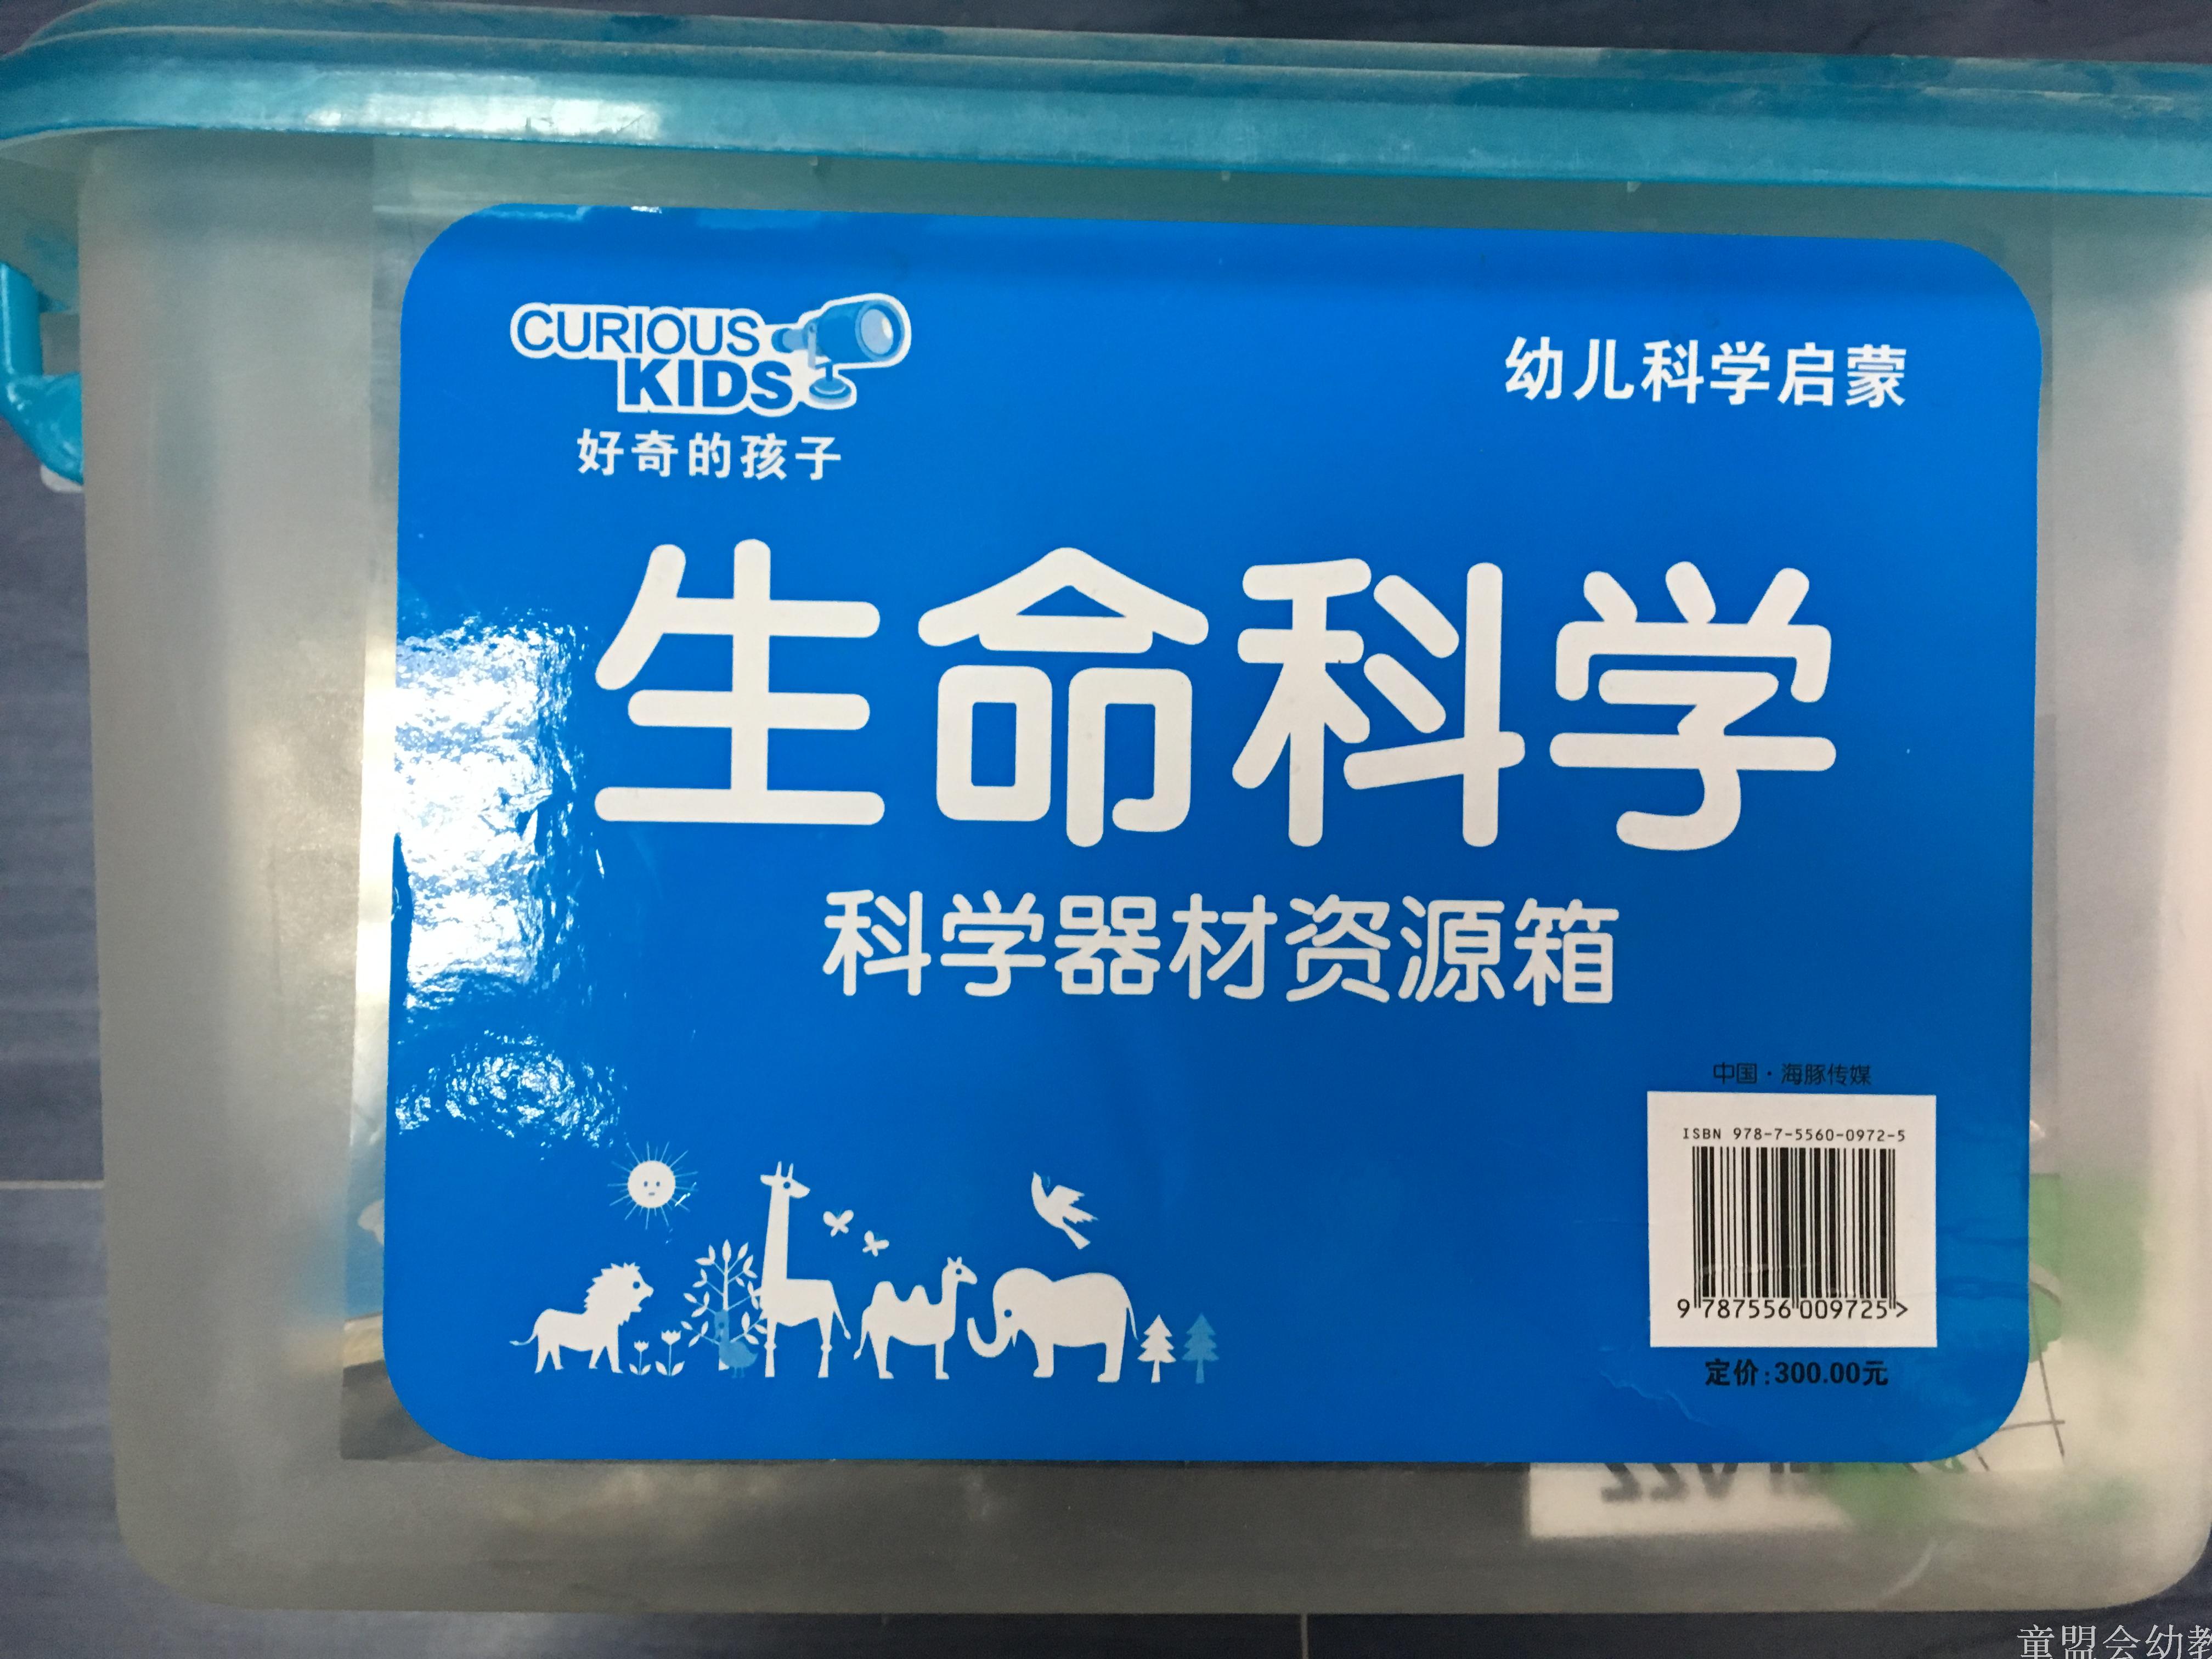 CURIOUS
KIDS
好奇的孩子
幼儿科学启蒙
生命科学
科学器材资源箱
中国·海豚传媒
ISBN 978-7-5560-0972-5
9 787556 009725 >
定价:300.00元
童盟会幼教